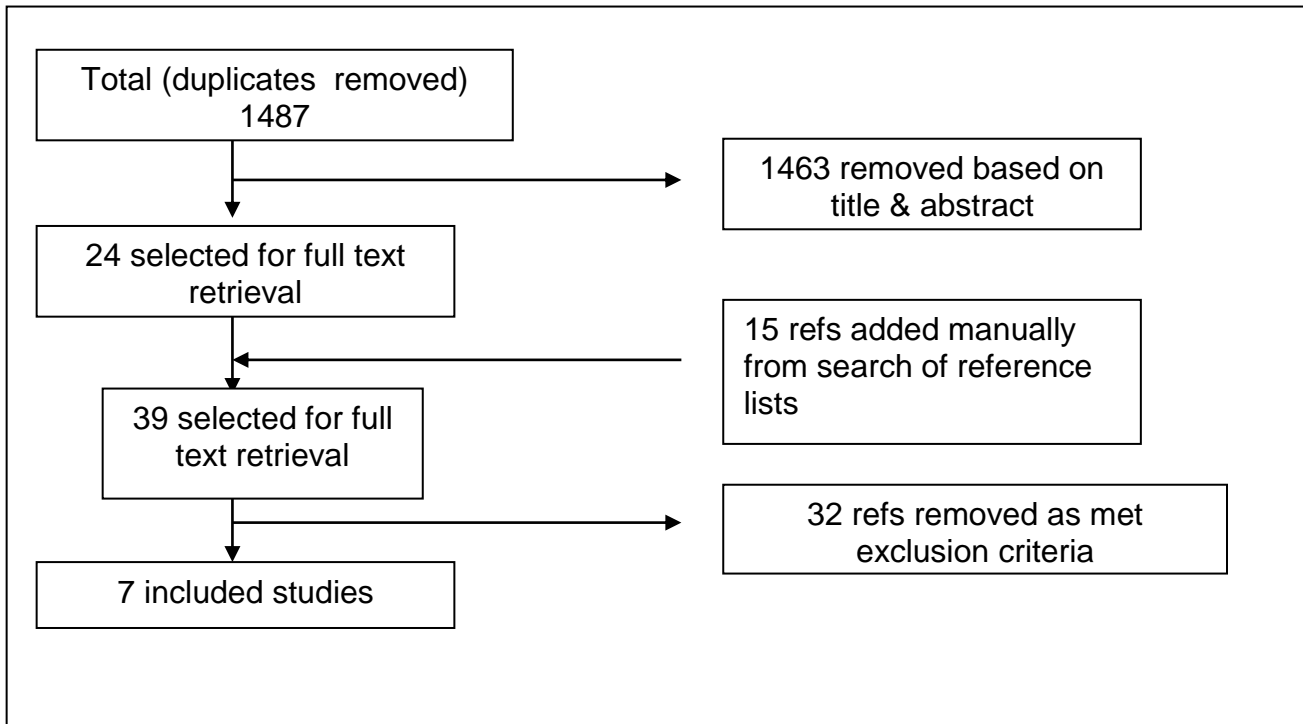 Total (duplicates  removed)
1487
1463 removed based on
title & abstract
24 selected for full text
retrieval
15 refs added manually
from search of reference
lists
39 selected for full
text retrieval
32 refs removed as met
exclusion criteria
7 included studies